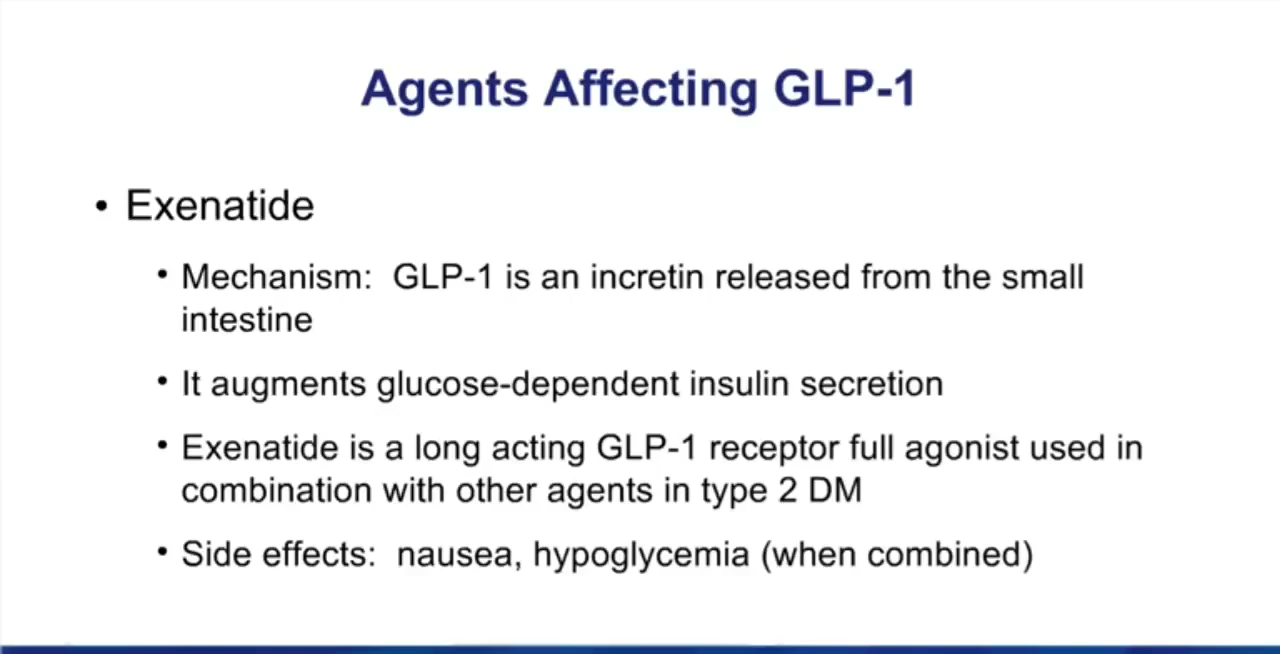 Agents Affecting GLP-1
• Exenatide
• Mechanism:  GLP-1 is an incretin released from the small
intestine
• It augments glucose-dependent insulin secretion
• Exenatide is a long acting GLP-1 receptor full agonist used in
combination with other agents in type 2 DM
• Side effects:  nausea, hypoglycemia (when combined)